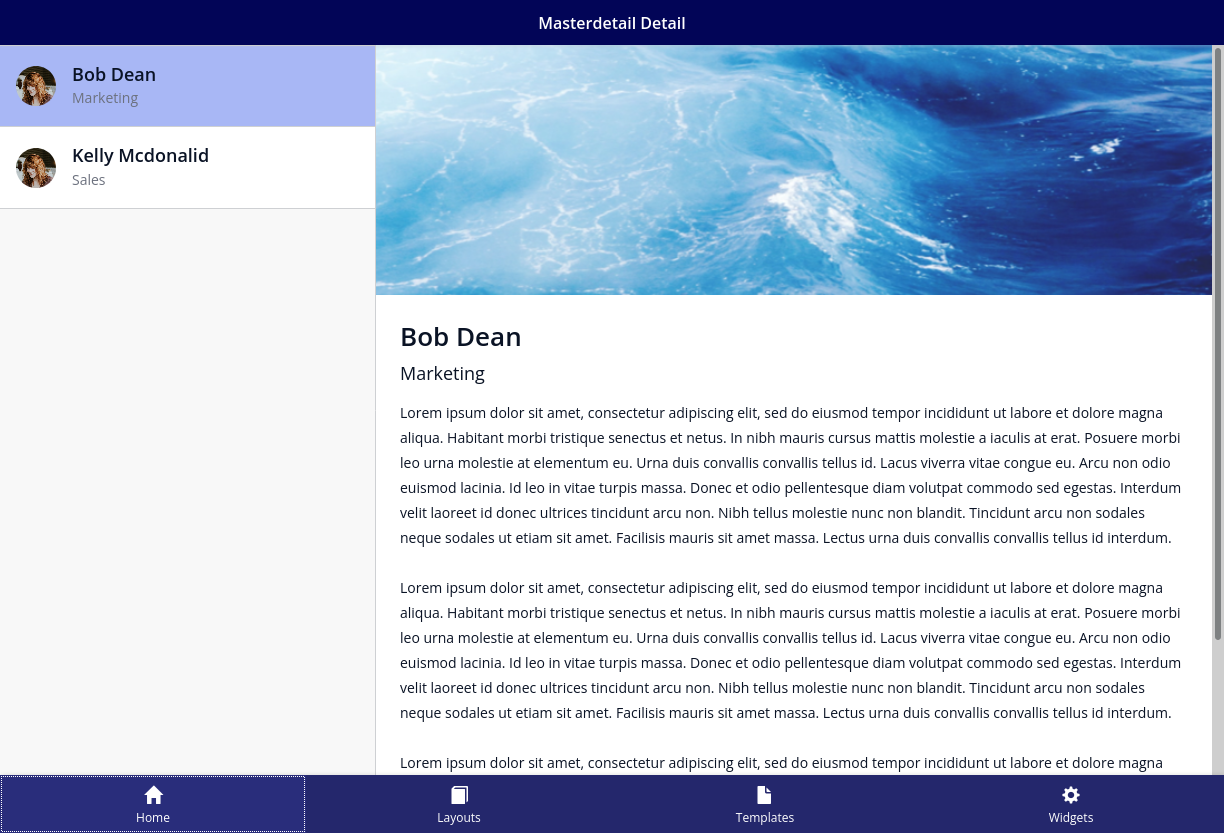 Masterdetail Detail
Bob Dean
Marketing
Kelly Mcdonalid
Sales
Bob Dean
Marketing
Lorem ipsum dolor sit amet, consectetur adipiscing elit, sed do eiusmod tempor incididunt ut labore et dolore magna
aliqua. Habitant morbi tristique senectus et netus. In nibh mauris cursus mattis molestie a iaculis at erat. Posuere morbi
leo urna molestie at elementum eu. Urna duis convallis convallis tellus id. Lacus viverra vitae congue eu. Arcu non odio
euismod lacinia. Id leo in vitae turpis massa. Donec et odio pellentesque diam volutpat commodo sed egestas. Interdum
velit laoreet id donec ultrices tincidunt arcu non. Nibh tellus molestie nunc non blandit. Tincidunt arcu non sodales
neque sodales ut etiam sit amet. Facilisis mauris sit amet massa. Lectus urna duis convallis convallis tellus id interdum.
Lorem ipsum dolor sit amet, consectetur adipiscing elit, sed do eiusmod tempor incididunt ut labore et dolore magna
aliqua. Habitant morbi tristique senectus et netus. In nibh mauris cursus mattis molestie a iaculis at erat. Posuere morbi
leo urna molestie at elementum eu. Urna duis convallis convallis tellus id. Lacus viverra vitae congue eu. Arcu non odio
euismod lacinia. Id leo in vitae turpis massa. Donec et odio pellentesque diam volutpat commodo sed egestas. Interdum
velit laoreet id donec ultrices tincidunt arcu non. Nibh tellus molestie nunc non blandit. Tincidunt arcu non sodales
neque sodales ut etiam sit amet. Facilisis mauris sit amet massa. Lectus urna duis convallis convallis tellus id interdum.
Lorem ipsum dolor sit amet, consectetur adipiscing elit, sed do eiusmod tempor incididunt ut labore et dolore magna
Home
Layouts
Templates
Widgets